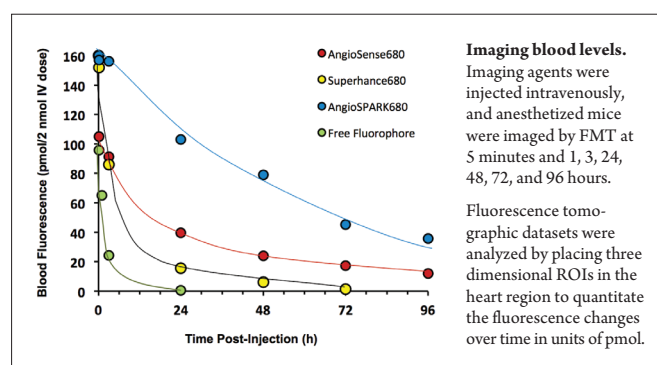 160
140
120
100
80
60
40
20
0
Blood Fluorescence (pmol/2 nmol IV dose)
AngioSense680
Superhance680
AngioSPARK680
Free Fluorophore
0
24
48
72
96
Time Post-Injection (h)
Imaging blood levels.
Imaging agents were
injected intravenously,
and anesthetized mice
were imaged by FMT at
5 minutes and 1, 3, 24,
48, 72, and 96 hours.
Fluorescence tomo-
graphic datasets were
analyzed by placing three
dimensional ROIs in the
heart region to quantitate
the fluorescence changes
over time in units of pmol.